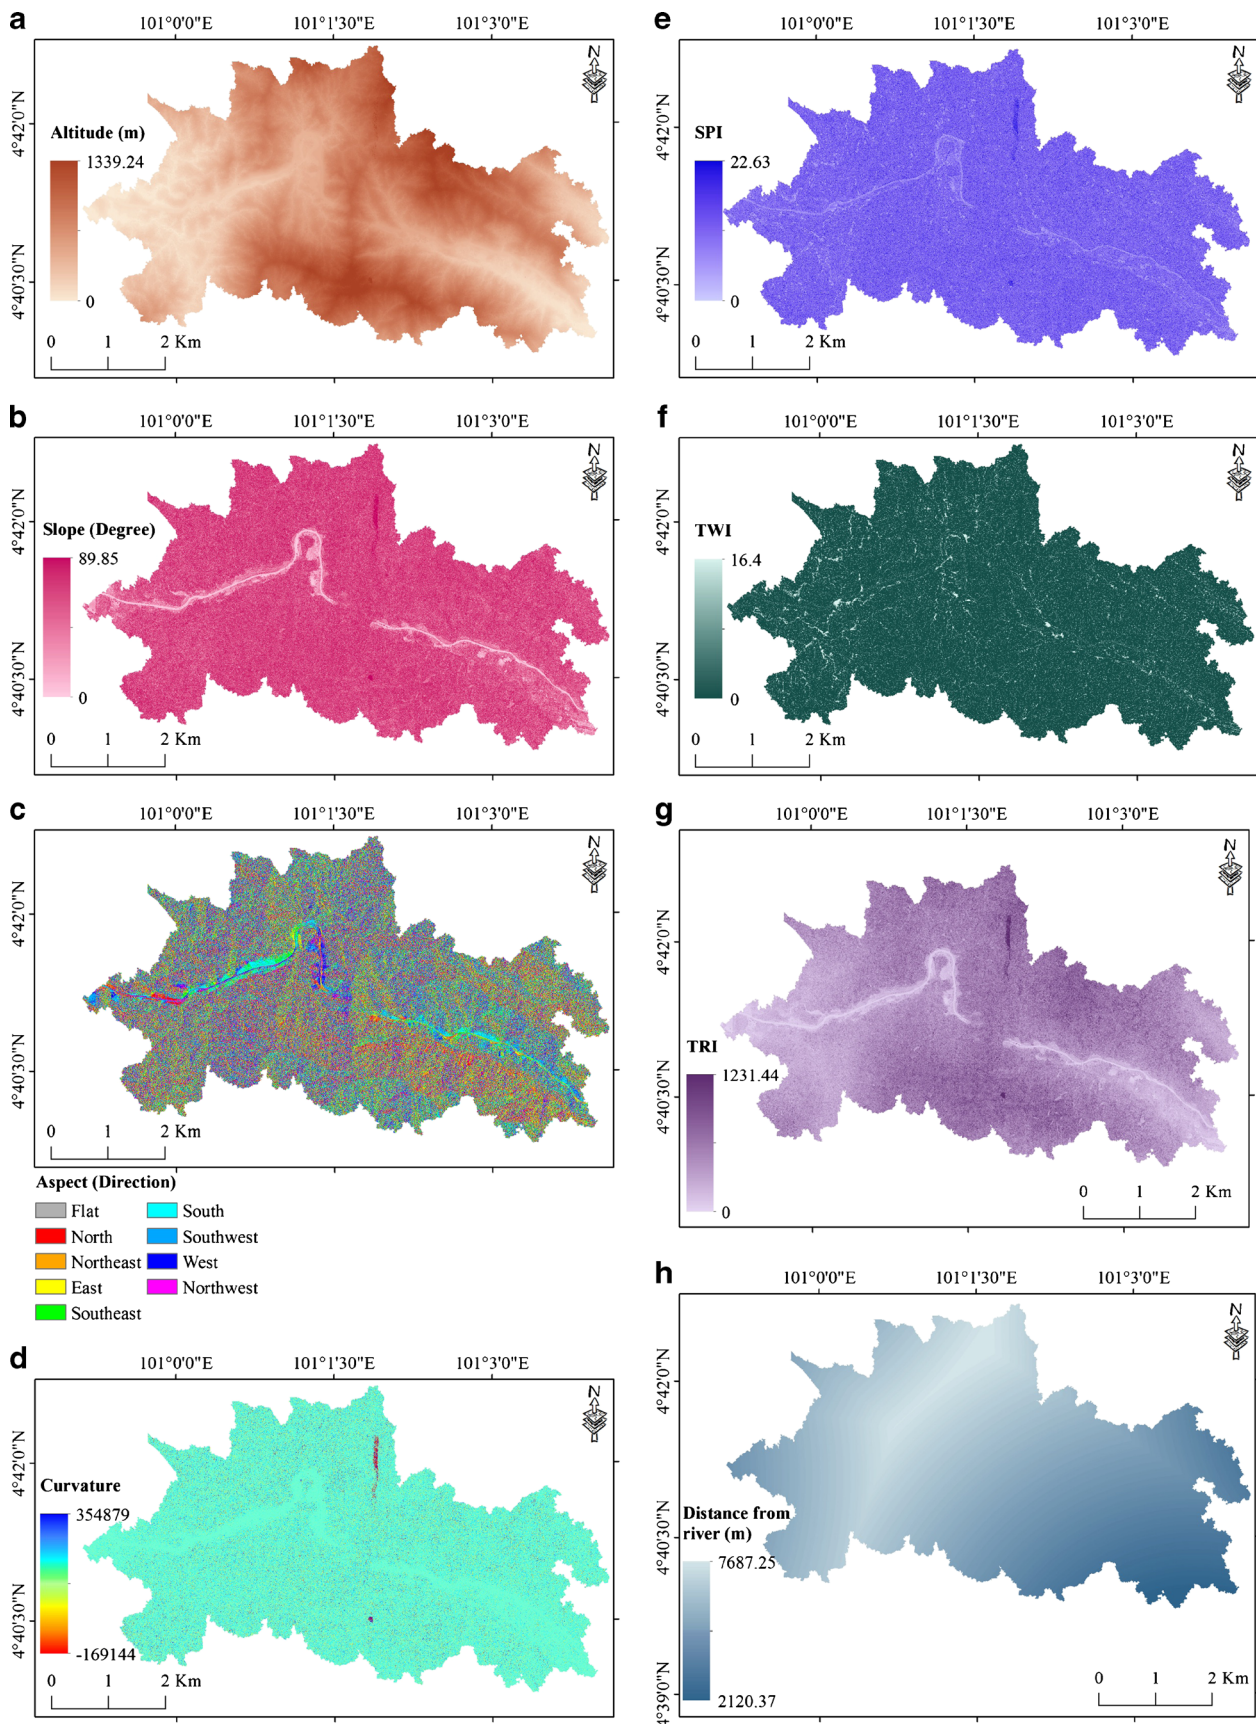 a
101°0'0"E 101°1'30"E 101°3'0"E
N
4°42'0"N
4°40'30"N
Altitude (m)
1339.24
0
0 1 2 Km
b
101°0'0"E 101°1'30"E 101°3'0"E
N
4°42'0"N
4°40'30"N
Slope (Degree)
89.85
0
0 1 2 Km
c
101°0'0"E 101°1'30"E 101°3'0"E
N
4°42'0"N
4°40'30"N
0 1 2 Km
Aspect (Direction)
Flat
North
Northeast
East
Southeast
South
Southwest
West
Northwest
d
101°0'0"E 101°1'30"E 101°3'0"E
N
4°42'0"N
4°40'30"N
Curvature
354879
-169144
0 1 2 Km
e
101°0'0"E 101°1'30"E 101°3'0"E
N
4°42'0"N
4°40'30"N
SPI
22.63
0
0 1 2 Km
f
101°0'0"E 101°1'30"E 101°3'0"E
N
4°42'0"N
4°40'30"N
TWI
16.4
0
0 1 2 Km
g
101°0'0"E 101°1'30"E 101°3'0"E
N
4°42'0"N
4°40'30"N
TRI
1231.44
0
0 1 2 Km
h
101°0'0"E 101°1'30"E 101°3'0"E
N
4°42'0"N
4°40'30"N
4°39'0"N
Distance from
river (m)
7687.25
2120.37
0 1 2 Km